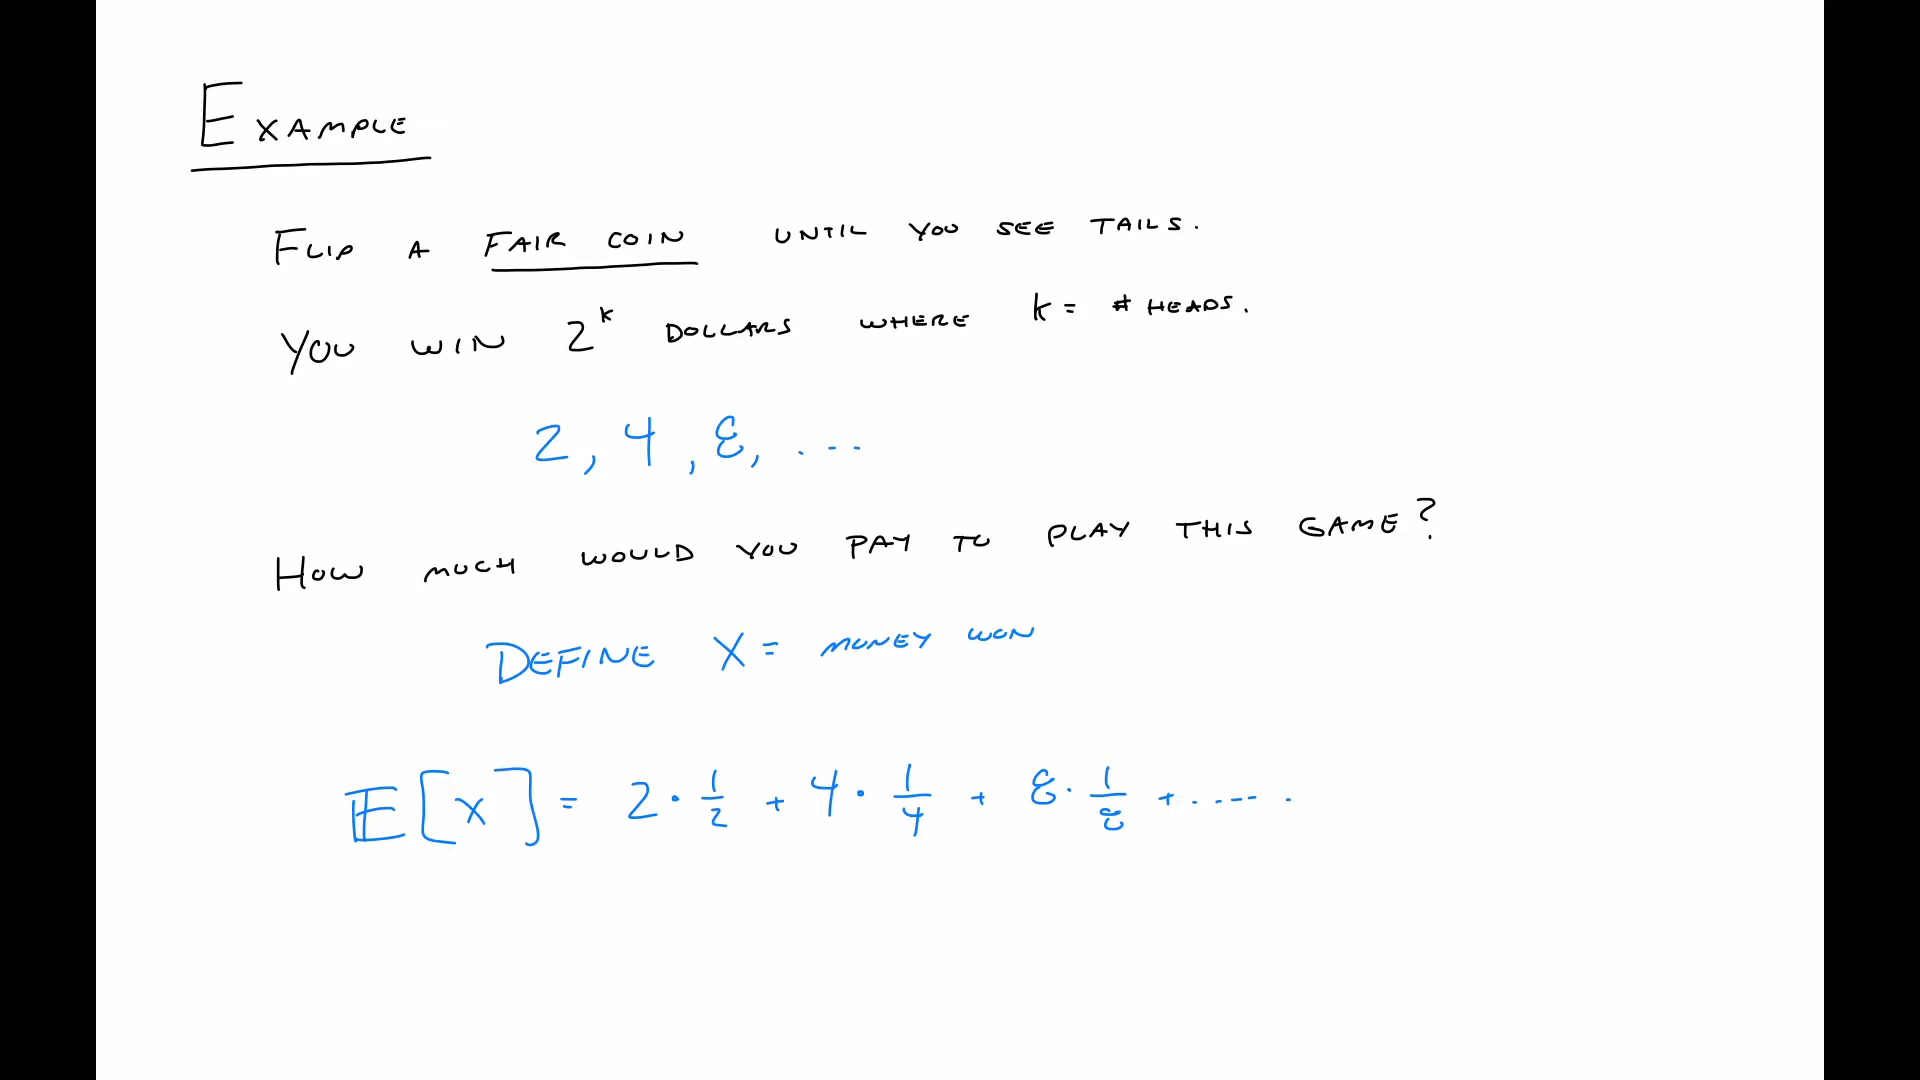 EXAMPLE
FLIP A FAIR COIN UNTIL YOU SEE TAILS.
YOU WIN 2^k DOLLARS WHERE k = # HEADS.
2, 4, 8, ...
HOW MUCH WOULD YOU PAY TO PLAY THIS GAME?
DEFINE X = MONEY WON
𝔼[X] = 2 · 1/2 + 4 · 1/4 + 8 · 1/8 + ......